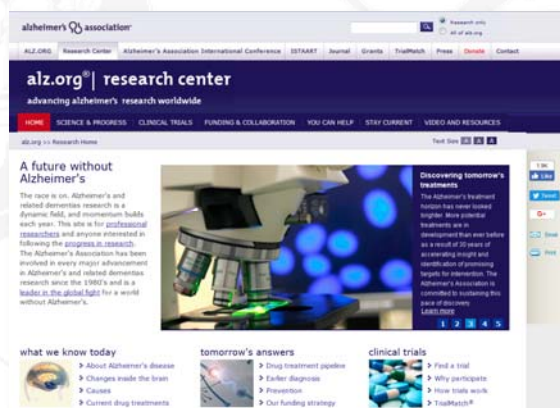 alzheimer's association
Research only
All of alz.org
ALZ.ORG Research Center Alzheimer's Association International Conference ISTAART Journal Grants TrialMatch Press Donate Contact
alz.org® | research center
advancing alzheimer's research worldwide
HOME SCIENCE & PROGRESS CLINICAL TRIALS FUNDING & COLLABORATION YOU CAN HELP STAY CURRENT VIDEO AND RESOURCES
alz.org >> Research Home Text Size A A A
A future without
Alzheimer's
The race is on. Alzheimer's and
related dementias research is a
dynamic field, and momentum builds
each year. This site is for professional
researchers and anyone interested in
following the progress in research.
The Alzheimer's Association has been
involved in every major advancement
in Alzheimer's and related dementias
research since the 1980's and is a
leader in the global fight for a world
without Alzheimer's.
Discovering tomorrow's
treatments
The Alzheimer's treatment
horizon has never looked
brighter. More potential
treatments are in
development than ever before
as a result of 30 years of
accelerating insight and
identification of promising
targets for intervention. The
Alzheimer's Association is
committed to sustaining this
pace of discovery.
Learn more
1 2 3 4 5
Like
Tweet
G+
Print
what we know today
About Alzheimer's disease
Changes inside the brain
Causes
Current drug treatments
tomorrow's answers
Drug treatment pipeline
Earlier diagnosis
Prevention
Our funding strategy
clinical trials
Find a trial
Why participate
How trials work
TrialMatch®